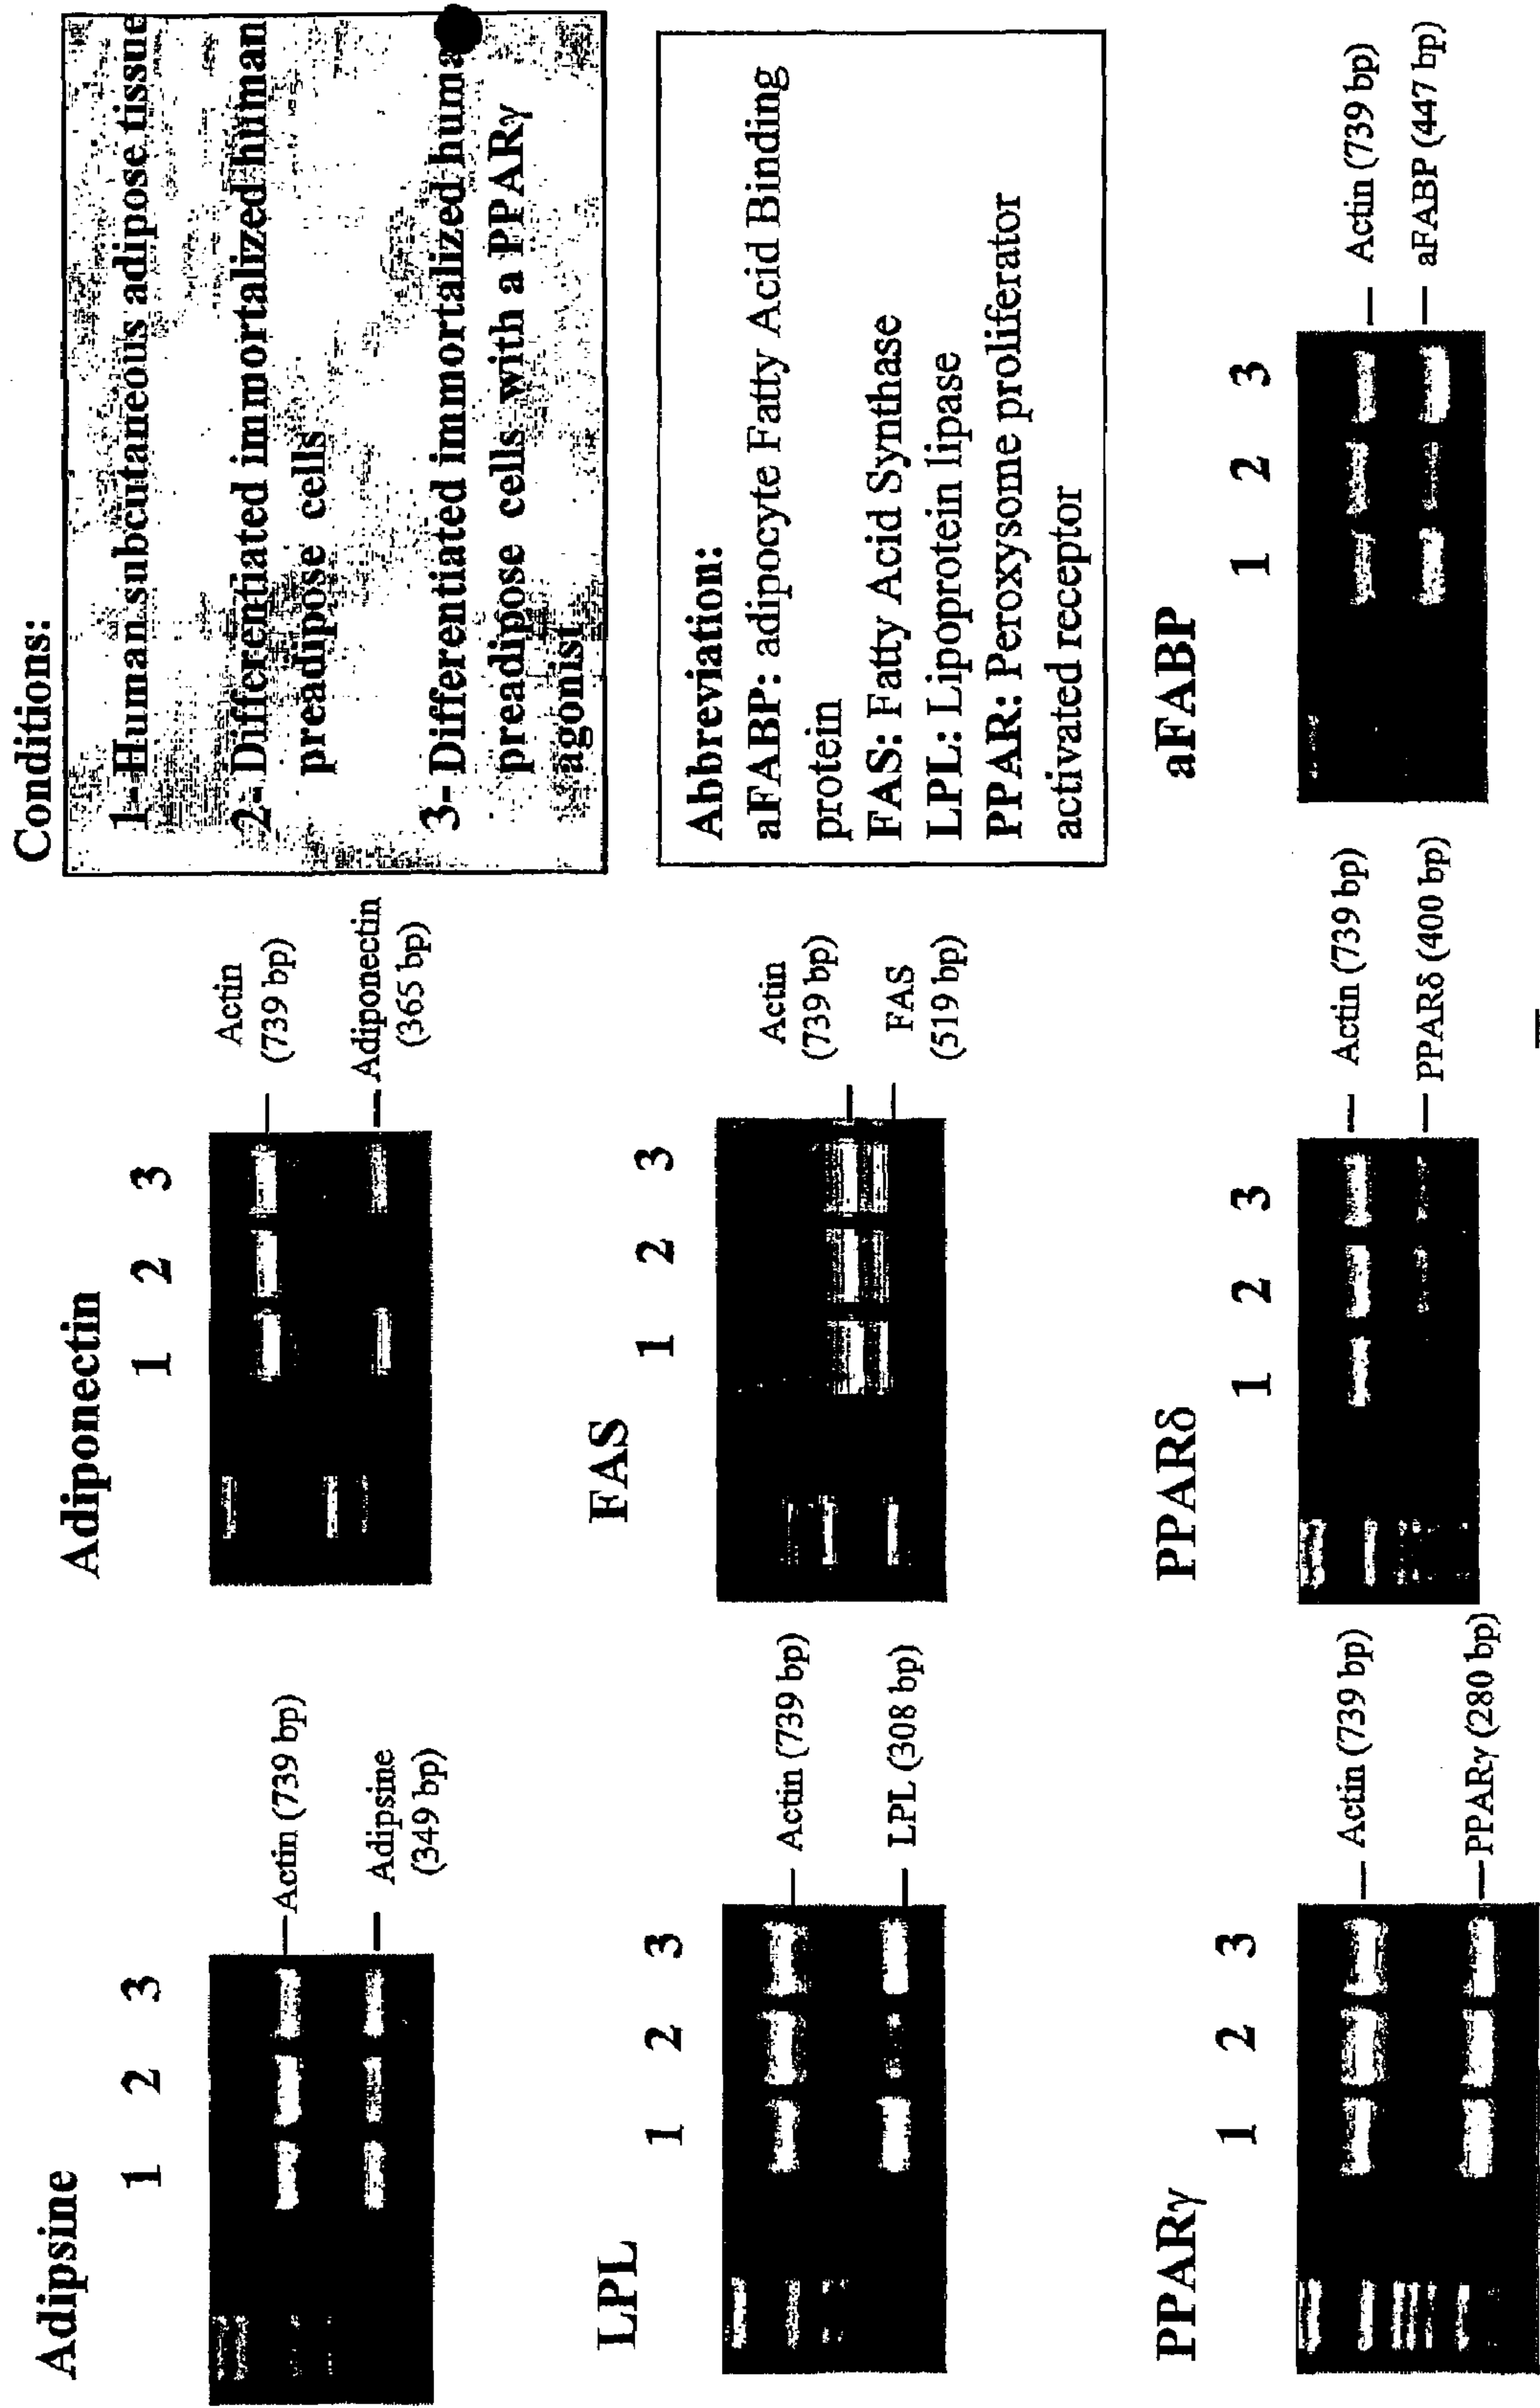 Adipsine
1 2 3
Actin (739 bp)
Adipsine
(349 bp)
Adiponectin
1 2 3
Actin
(739 bp)
Adiponectin
(365 bp)
Conditions:
1- Human subcutaneous adipose tissue
2- Differentiated immortalized human
preadipose cells
3- Differentiated immortalized huma
preadipose cells with a PPARγ
agonist
LPL
1 2 3
Actin (739 bp)
LPL (308 bp)
FAS
1 2 3
Actin
(739 bp)
FAS
(519 bp)
Abbreviation:
aFABP: adipocyte Fatty Acid Binding
protein
FAS: Fatty Acid Synthase
LPL: Lipoprotein lipase
PPAR: Peroxysome proliferator
activated receptor
PPARγ
1 2 3
Actin (739 bp)
PPARγ (280 bp)
PPARδ
1 2 3
Actin (739 bp)
PPARδ (400 bp)
aFABP
1 2 3
Actin (739 bp)
aFABP (447 bp)